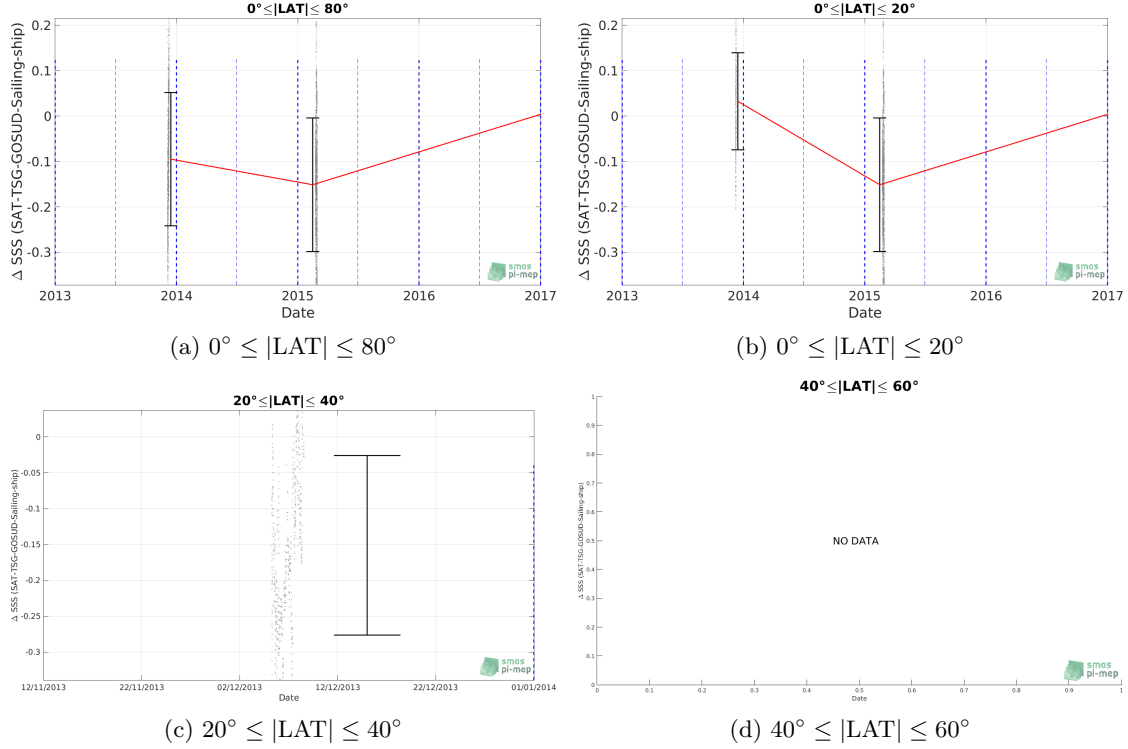 0°≤|LAT|≤ 80°
Δ SSS (SAT-TSG-GOSUD-Sailing-ship)
0.2
0.1
0
-0.1
-0.2
-0.3
2013 2014 2015 2016 2017
Date
smos
pi-mep
(a) 0° ≤ |LAT| ≤ 80°
0°≤|LAT|≤ 20°
Δ SSS (SAT-TSG-GOSUD-Sailing-ship)
0.2
0.1
0
-0.1
-0.2
-0.3
2013 2014 2015 2016 2017
Date
smos
pi-mep
(b) 0° ≤ |LAT| ≤ 20°
20°≤|LAT|≤ 40°
Δ SSS (SAT-TSG-GOSUD-Sailing-ship)
0
-0.05
-0.1
-0.15
-0.2
-0.25
-0.3
12/11/2013 22/11/2013 02/12/2013 12/12/2013 22/12/2013 01/01/2014
Date
smos
pi-mep
(c) 20° ≤ |LAT| ≤ 40°
40°≤|LAT|≤ 60°
Δ SSS (SAT-TSG-GOSUD-Sailing-ship)
1
0.9
0.8
0.7
0.6
0.5
0.4
0.3
0.2
0.1
0
NO DATA
0 0.1 0.2 0.3 0.4 0.5 0.6 0.7 0.8 0.9 1
Date
smos
pi-mep
(d) 40° ≤ |LAT| ≤ 60°